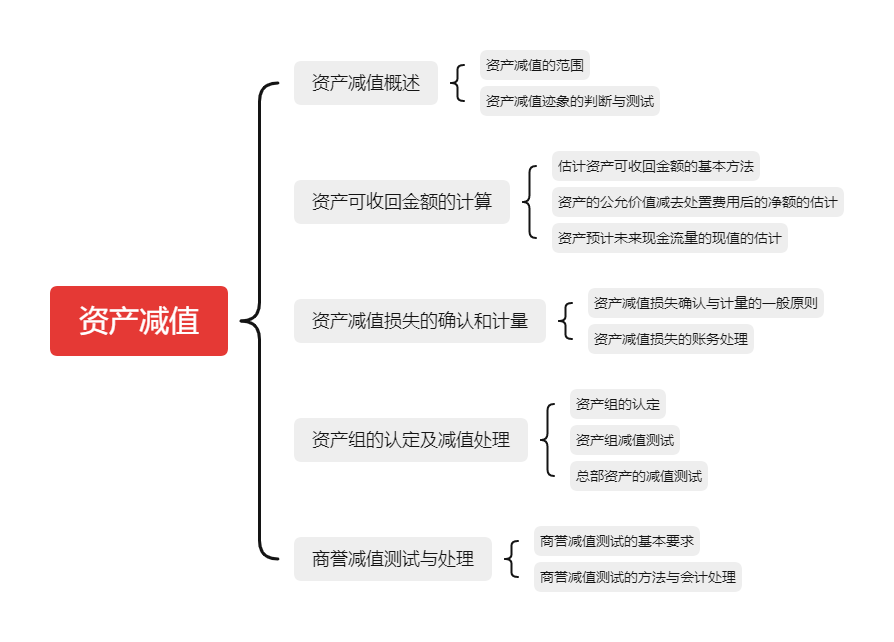 资产减值
资产减值概述
资产减值的范围
资产减值迹象的判断与测试
资产可收回金额的计算
估计资产可收回金额的基本方法
资产的公允价值减去处置费用后的净额的估计
资产预计未来现金流量的现值的估计
资产减值损失的确认和计量
资产减值损失确认与计量的一般原则
资产减值损失的账务处理
资产组的认定及减值处理
资产组的认定
资产组减值测试
总部资产的减值测试
商誉减值测试与处理
商誉减值测试的基本要求
商誉减值测试的方法与会计处理